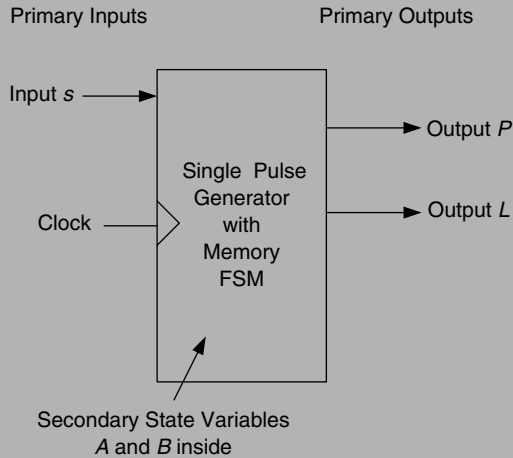 Primary Inputs
Primary Outputs
Input s
Output P
Single Pulse
Generator
with
Memory
FSM
Output L
Clock
Secondary State Variables
A and B inside